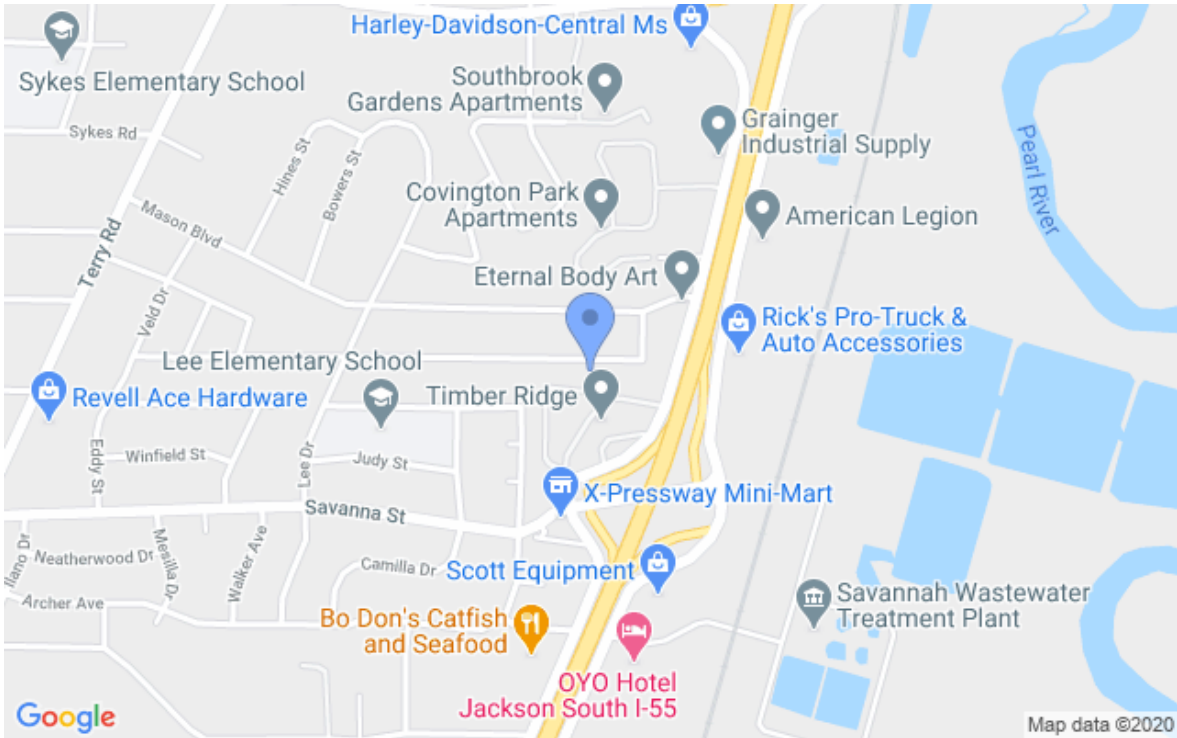 Harley-Davidson-Central Ms
Sykes Elementary School
Southbrook
Gardens Apartments
Grainger
Industrial Supply
Sykes Rd
Hines St
Bowers St
Pearl River
Covington Park
Apartments
American Legion
Mason Blvd
Terry Rd
Eternal Body Art
Veld Dr
Rick's Pro-Truck &
Auto Accessories
Lee Elementary School
Revell Ace Hardware
Timber Ridge
Eddy St
Winfield St
Lee Dr
Judy St
X-Pressway Mini-Mart
Savanna St
llano Dr
Neatherwood Dr
Mesilla Dr
Walker Ave
Camilla Dr
Scott Equipment
Archer Ave
Savannah Wastewater
Treatment Plant
Bo Don's Catfish
and Seafood
OYO Hotel
Jackson South I-55
Google
Map data ©2020